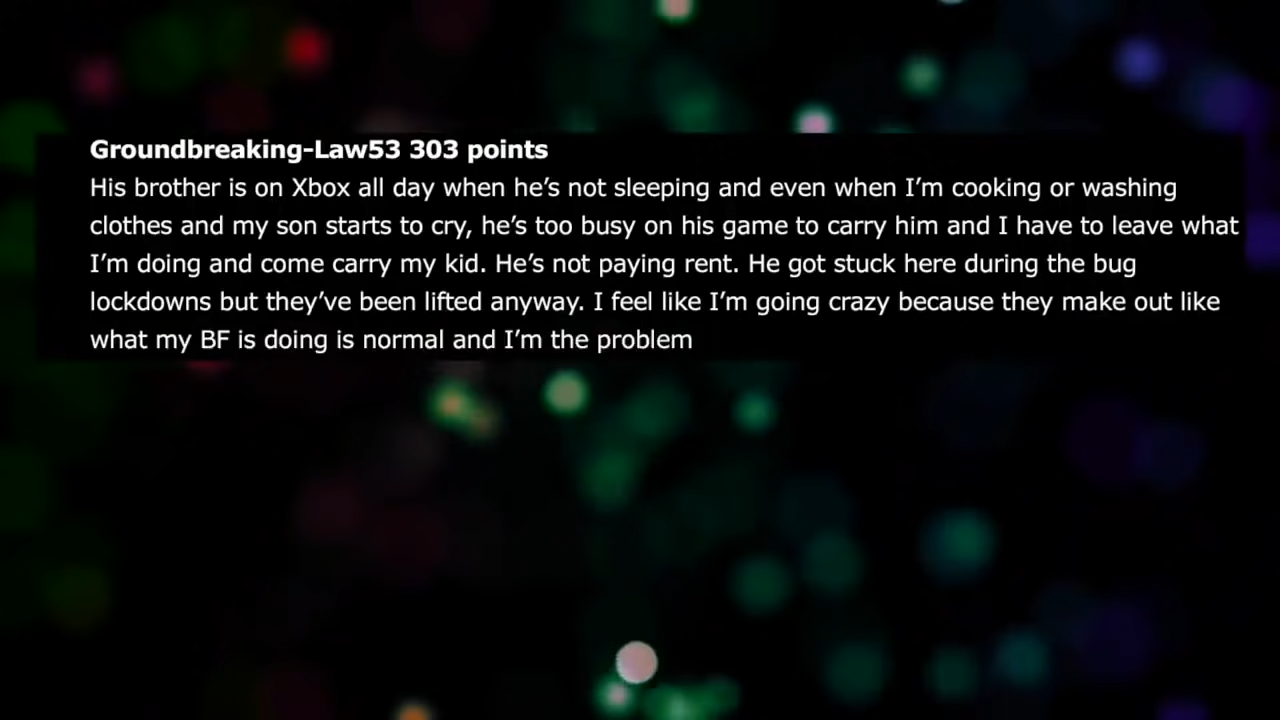 Groundbreaking-Law53 303 points
His brother is on Xbox all day when he’s not sleeping and even when I’m cooking or washing
clothes and my son starts to cry, he’s too busy on his game to carry him and I have to leave what
I’m doing and come carry my kid. He’s not paying rent. He got stuck here during the bug
lockdowns but they’ve been lifted anyway. I feel like I’m going crazy because they make out like
what my BF is doing is normal and I’m the problem